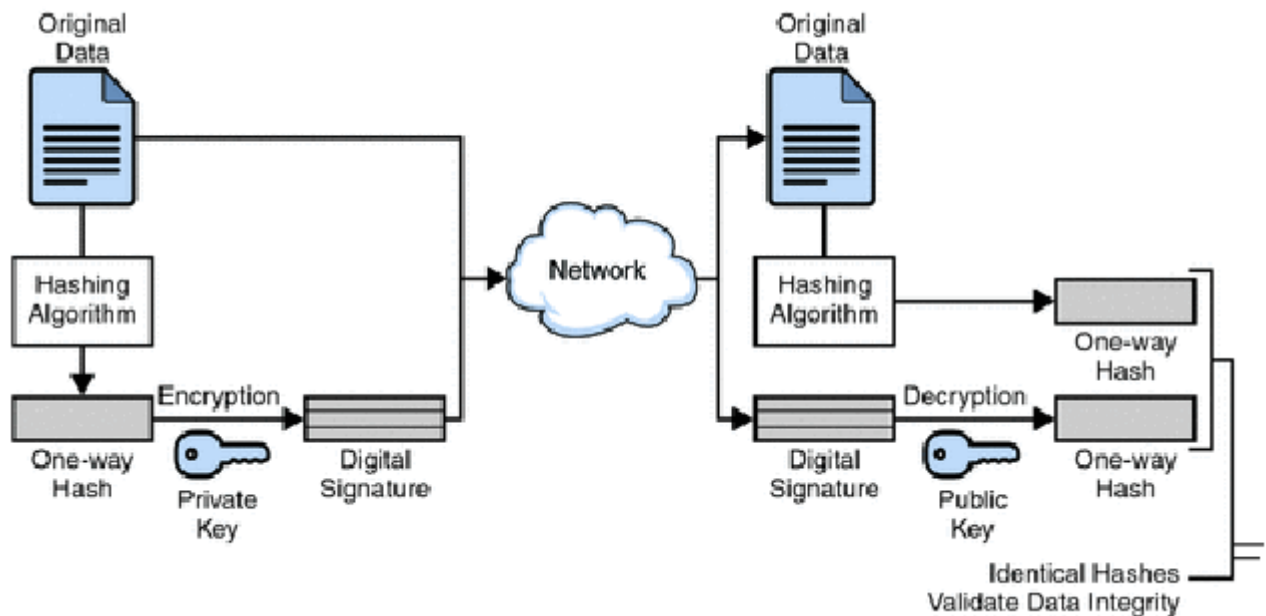 Original
Data
Hashing
Algorithm
One-way
Hash
Encryption
Private
Key
Digital
Signature
Network
Original
Data
Hashing
Algorithm
One-way
Hash
Digital
Signature
Decryption
Public
Key
One-way
Hash
Identical Hashes
Validate Data Integrity